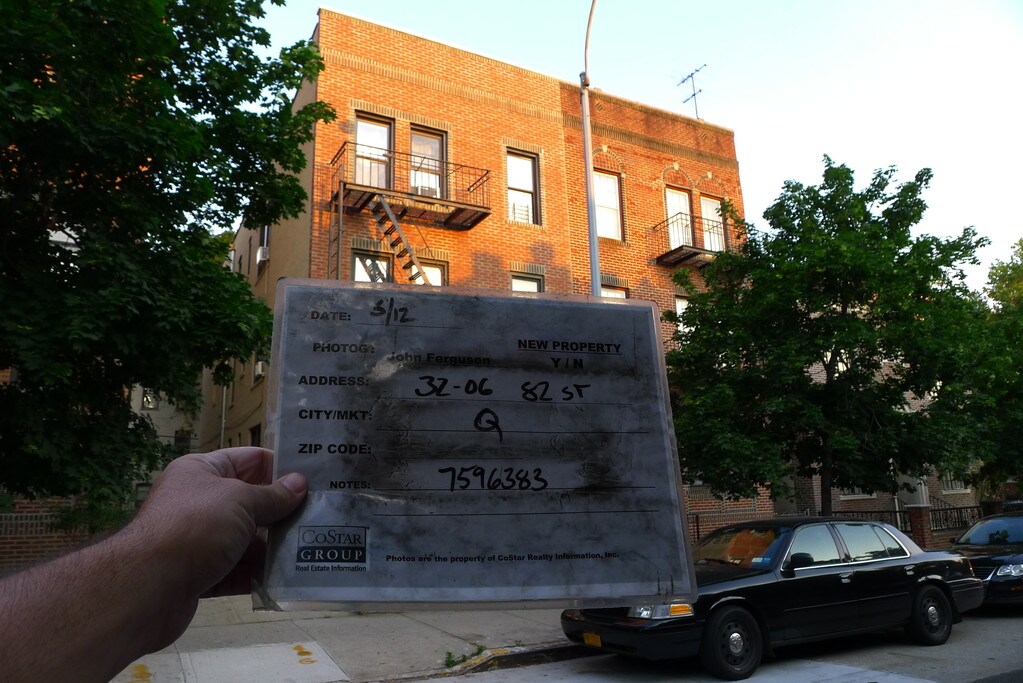 DATE: 5/12
PHOTOG: John Ferguson
NEW PROPERTY
Y / N
ADDRESS: 32-06 82 ST
CITY/MKT: Q
ZIP CODE:
NOTES: 7596383
COSTAR
GROUP
Real Estate Information
Photos are the property of CoStar Realty Information, Inc.